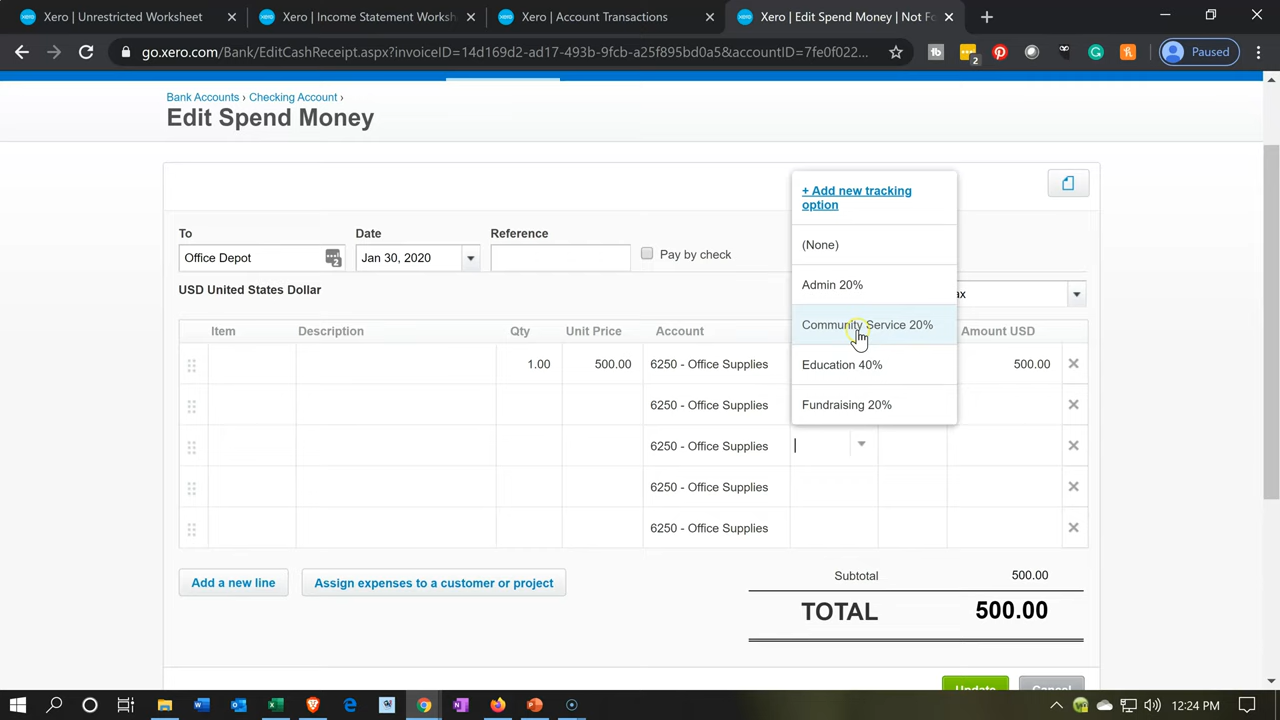 Xero | Unrestricted Worksheet
Xero | Income Statement Worksh
Xero | Account Transactions
Xero | Edit Spend Money | Not Fo
go.xero.com/Bank/EditCashReceipt.aspx?invoiceID=14d169d2-ad17-493b-9fcb-a25f895bd0a5&accountID=7fe0f022...
2
Paused
Bank Accounts › Checking Account ›
Edit Spend Money
+ Add new tracking
option
(None)
Admin 20%
Community Service 20%
Education 40%
Fundraising 20%
To
Date
Reference
Office Depot
2
Jan 30, 2020
Pay by check
USD United States Dollar
ax
Item
Description
Qty
Unit Price
Account
Amount USD
1.00
500.00
6250 - Office Supplies
500.00
6250 - Office Supplies
6250 - Office Supplies
6250 - Office Supplies
6250 - Office Supplies
Add a new line
Assign expenses to a customer or project
Subtotal
500.00
TOTAL
500.00
Update
Cancel
12:24 PM